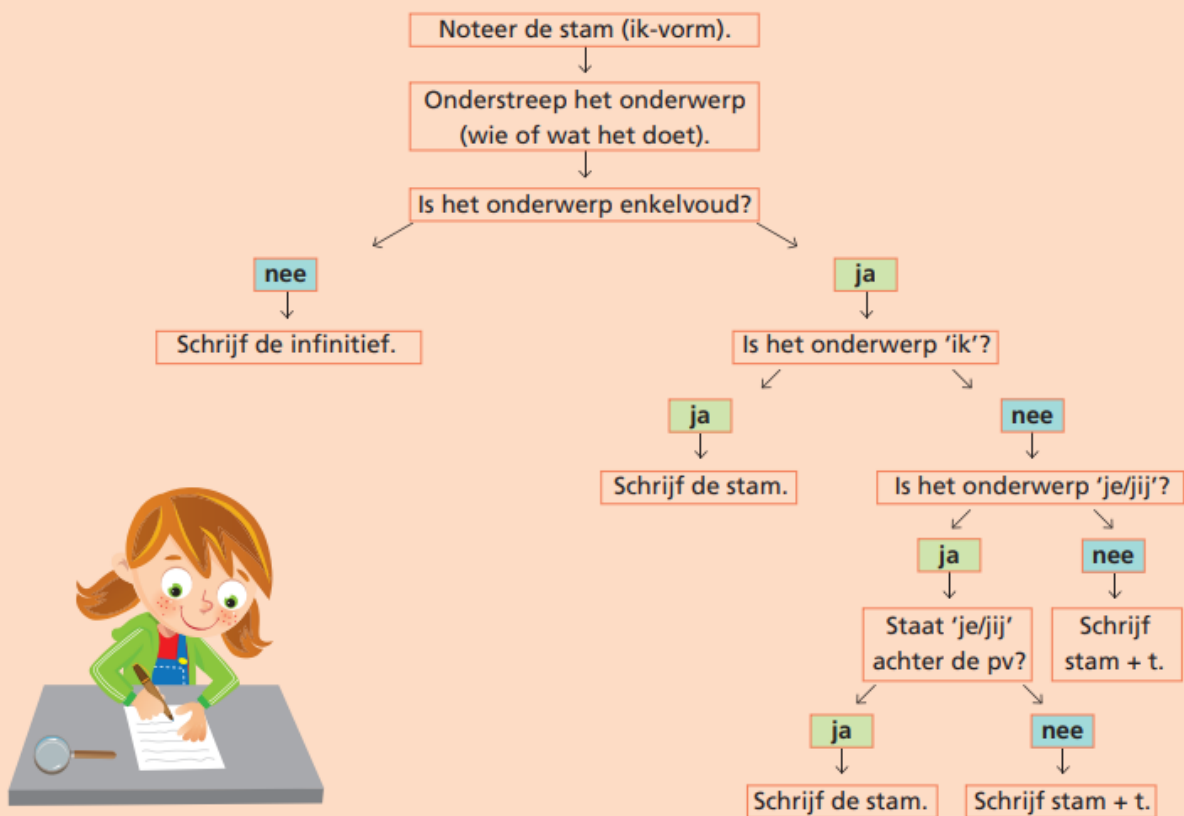 Noteer de stam (ik-vorm).
Onderstreep het onderwerp
(wie of wat het doet).
Is het onderwerp enkelvoud?
nee
ja
Schrijf de infinitief.
Is het onderwerp ‘ik’?
ja
nee
Schrijf de stam.
Is het onderwerp ‘je/jij’?
ja
nee
Staat ‘je/jij’
achter de pv?
Schrijf
stam + t.
ja
nee
Schrijf de stam.
Schrijf stam + t.